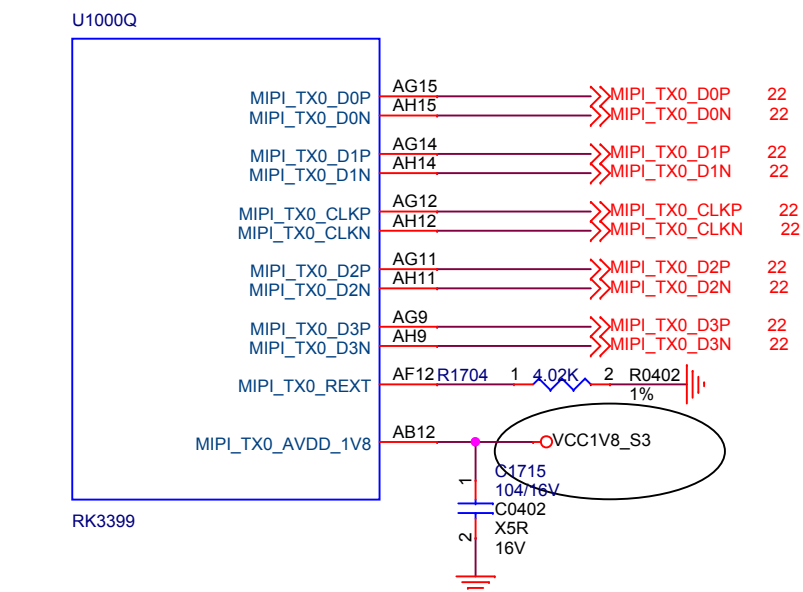 U1000Q
MIPI_TX0_D0P AG15 MIPI_TX0_D0P 22
MIPI_TX0_D0N AH15 MIPI_TX0_D0N 22
MIPI_TX0_D1P AG14 MIPI_TX0_D1P 22
MIPI_TX0_D1N AH14 MIPI_TX0_D1N 22
MIPI_TX0_CLKP AG12 MIPI_TX0_CLKP 22
MIPI_TX0_CLKN AH12 MIPI_TX0_CLKN 22
MIPI_TX0_D2P AG11 MIPI_TX0_D2P 22
MIPI_TX0_D2N AH11 MIPI_TX0_D2N 22
MIPI_TX0_D3P AG9 MIPI_TX0_D3P 22
MIPI_TX0_D3N AH9 MIPI_TX0_D3N 22
MIPI_TX0_REXT AF12 R1704 1 4.02K 2 R0402
1%
MIPI_TX0_AVDD_1V8 AB12 VCC1V8_S3
C1715
1
104/16V
C0402
X5R
2
16V
RK3399